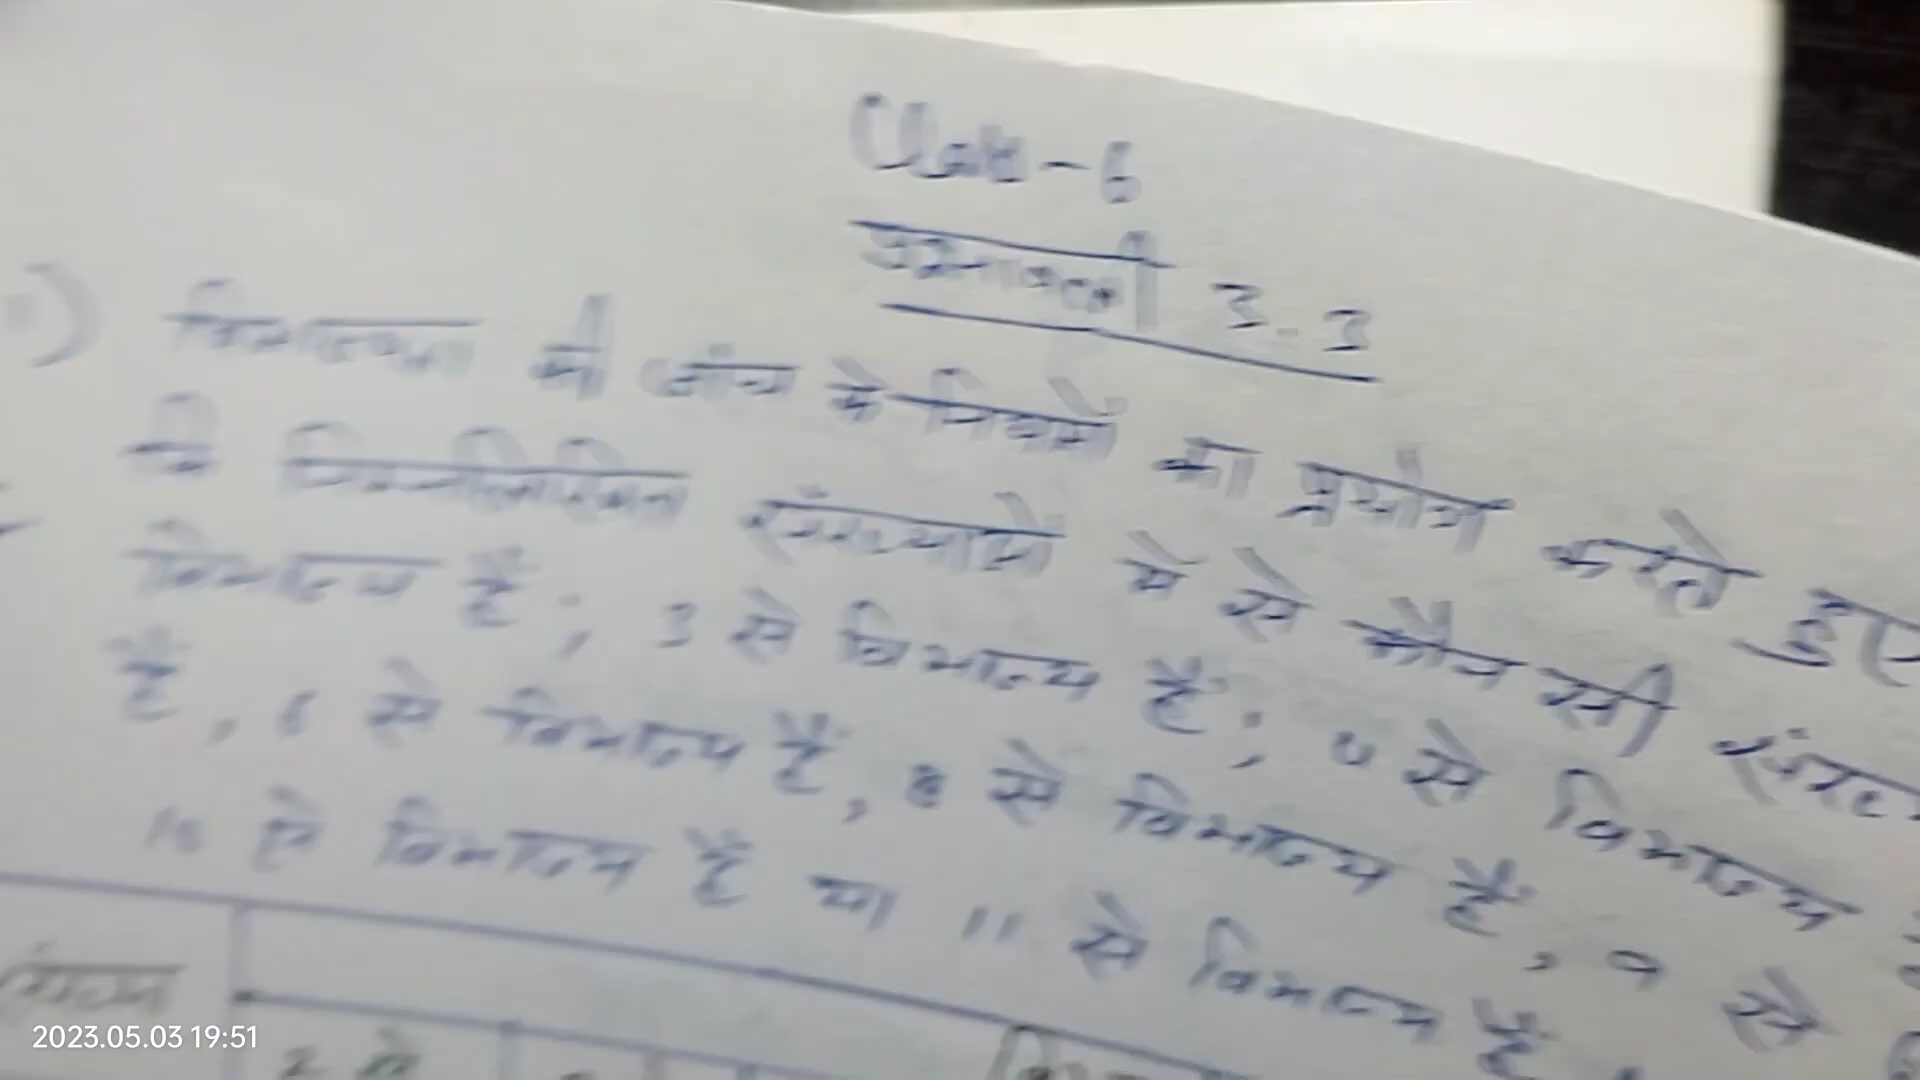 Class - 6
प्रश्नावली 3.3
1) विभाज्यता की जांच के नियमों का प्रयोग करते हुए
कि निम्नलिखित संख्याओं में से कौन सी
विभाज्य हैं; 3 से विभाज्य हैं; 4 से विभाज्य
हैं, 6 से विभाज्य हैं, 8 से विभाज्य हैं, 9 से
10 से विभाज्य हैं या 11 से विभाज्य हैं
संख्या
2 से
2023.05.03 19:51